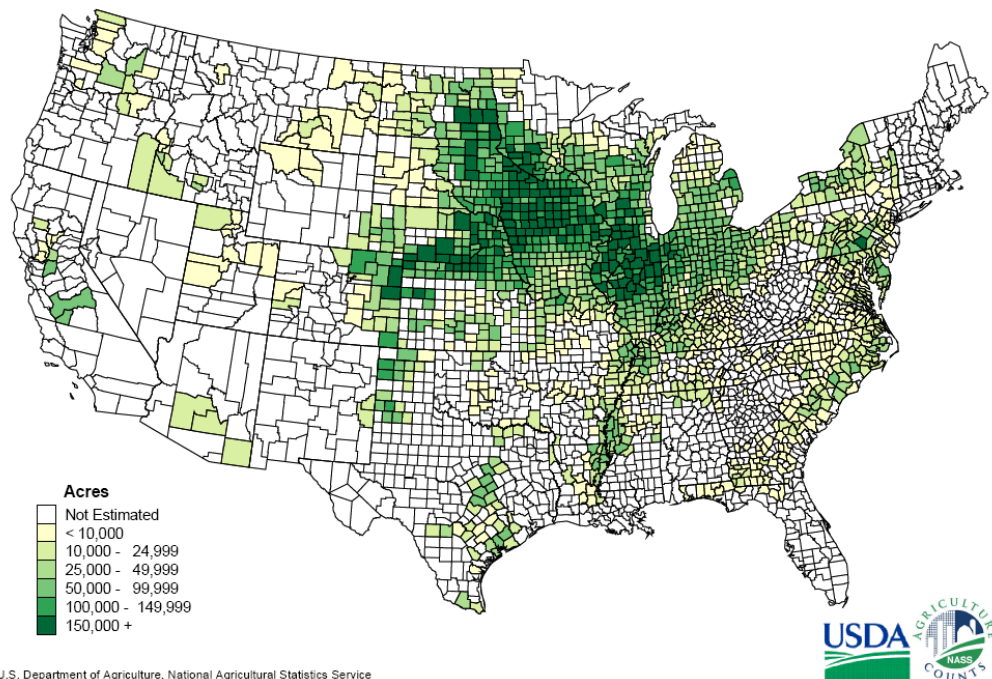 Acres
Not Estimated
< 10,000
10,000 - 24,999
25,000 - 49,999
50,000 - 99,999
100,000 - 149,999
150,000 +
USDA
AGRICULTURE
NASS
COUNTS
U.S. Department of Agriculture, National Agricultural Statistics Service